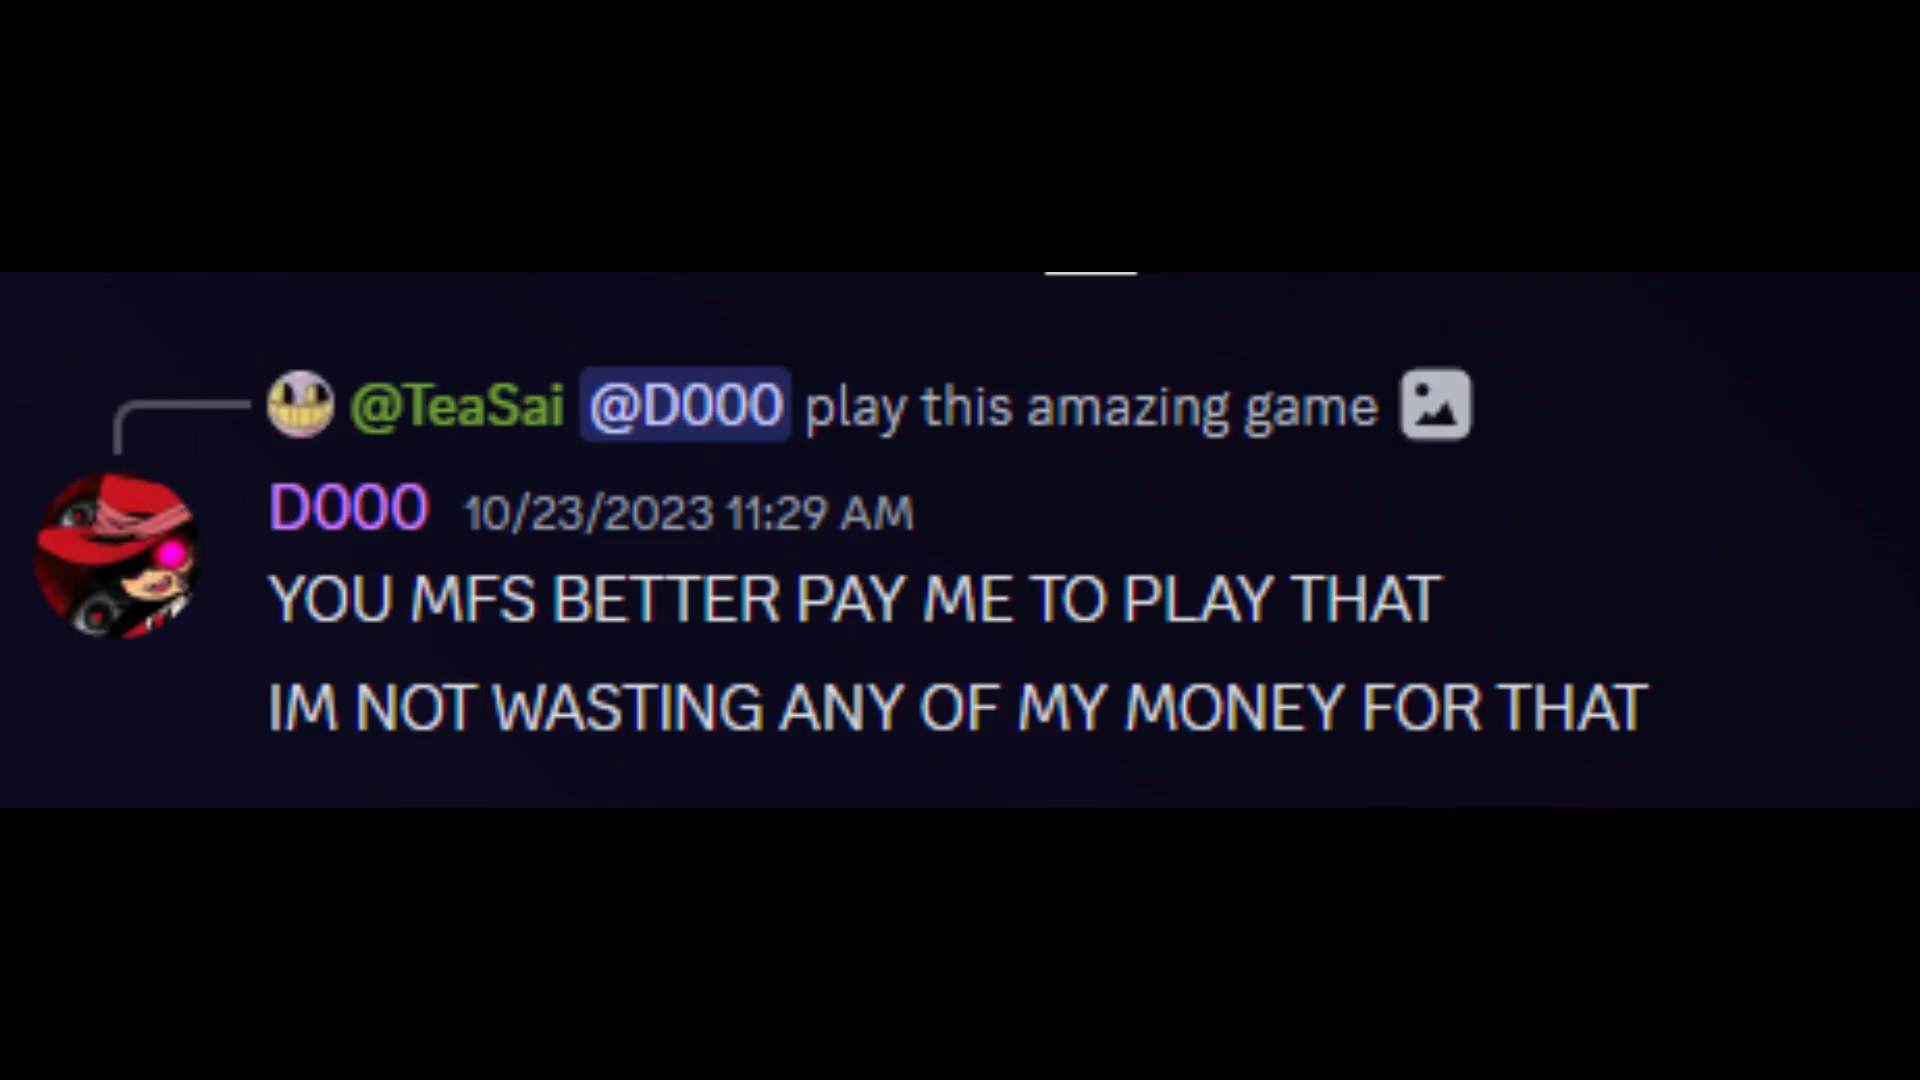 @TeaSai @D000 play this amazing game
D000 10/23/2023 11:29 AM
YOU MFS BETTER PAY ME TO PLAY THAT
IM NOT WASTING ANY OF MY MONEY FOR THAT